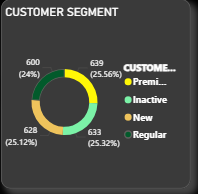 CUSTOMER SEGMENT
600
(24%)
639
(25.56%)
628
(25.12%)
633
(25.32%)
CUSTOME...
Premi...
Inactive
New
Regular